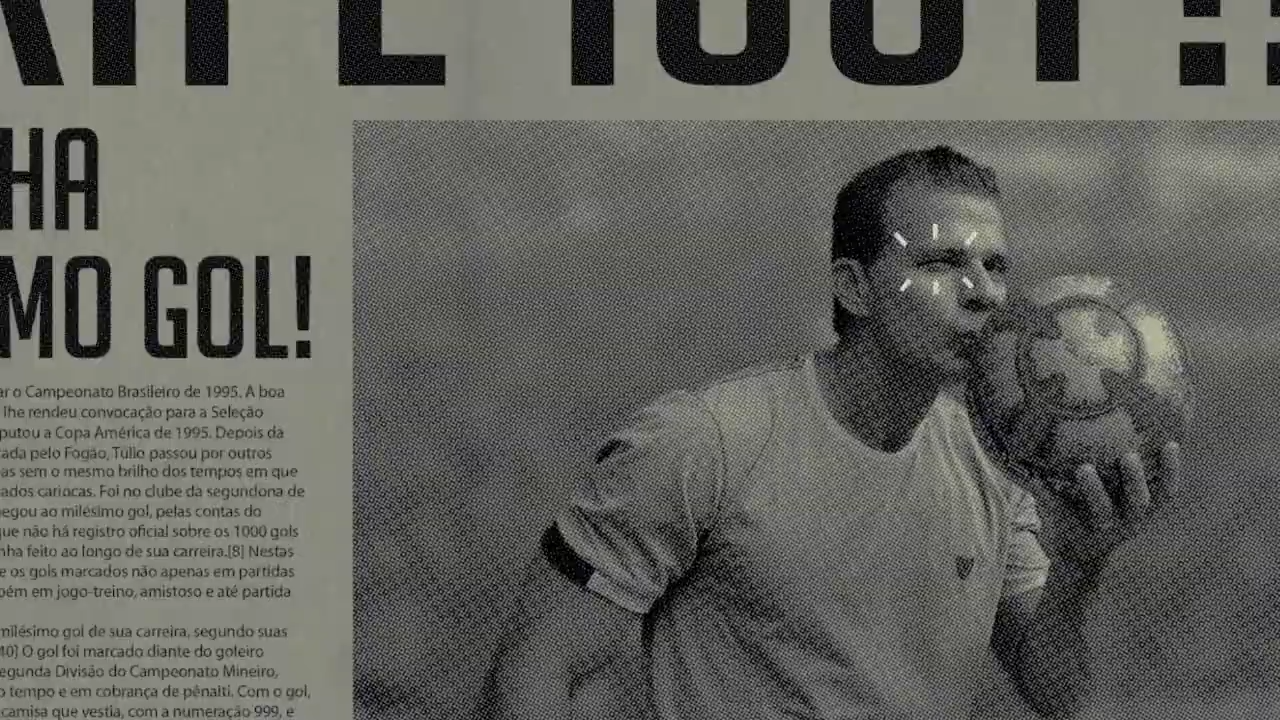 HA
MO GOL!
ar o Campeonato Brasileiro de 1995. A boa
lhe rendeu convocação para a Seleção
putou a Copa América de 1995. Depois da
ada pelo Fogão, Túlio passou por outros
as sem o mesmo brilho dos tempos em que
ados cariocas. Foi no clube da segundona de
hegou ao milésimo gol, pelas contas do
que não há registro oficial sobre os 1000 gols
nha feito ao longo de sua carreira.[8] Nestas
e os gols marcados não apenas em partidas
bém em jogo-treino, amistoso e até partida
milésimo gol de sua carreira, segundo suas
40] O gol foi marcado diante do goleiro
egunda Divisão do Campeonato Mineiro,
o tempo e em cobrança de pênalti. Com o gol,
camisa que vestia, com a numeração 999, e